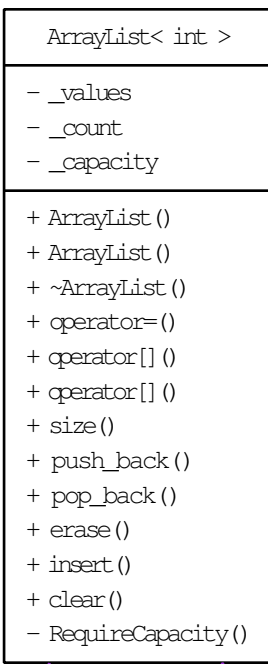 ArrayList< int >
- _values
- _count
- _capacity
+ ArrayList()
+ ArrayList()
+ ~ArrayList()
+ operator=()
+ operator[]()
+ operator[]()
+ size()
+ push_back()
+ pop_back()
+ erase()
+ insert()
+ clear()
- RequireCapacity()